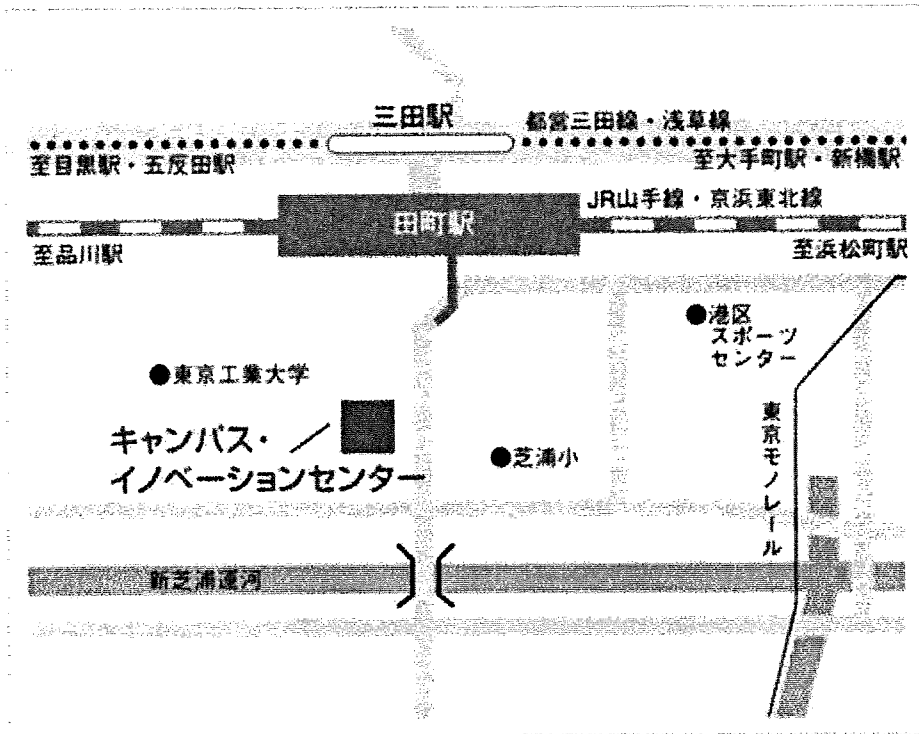 三田駅
都営三田線・浅草線
至目黒駅・五反田駅
至大手町駅・新橋駅
田町駅
JR山手線・京浜東北線
至品川駅
至浜松町駅
●港区
スポーツ
センター
●東京工業大学
キャンパス・
イノベーションセンター
●芝浦小
東京モノレール
新芝浦運河